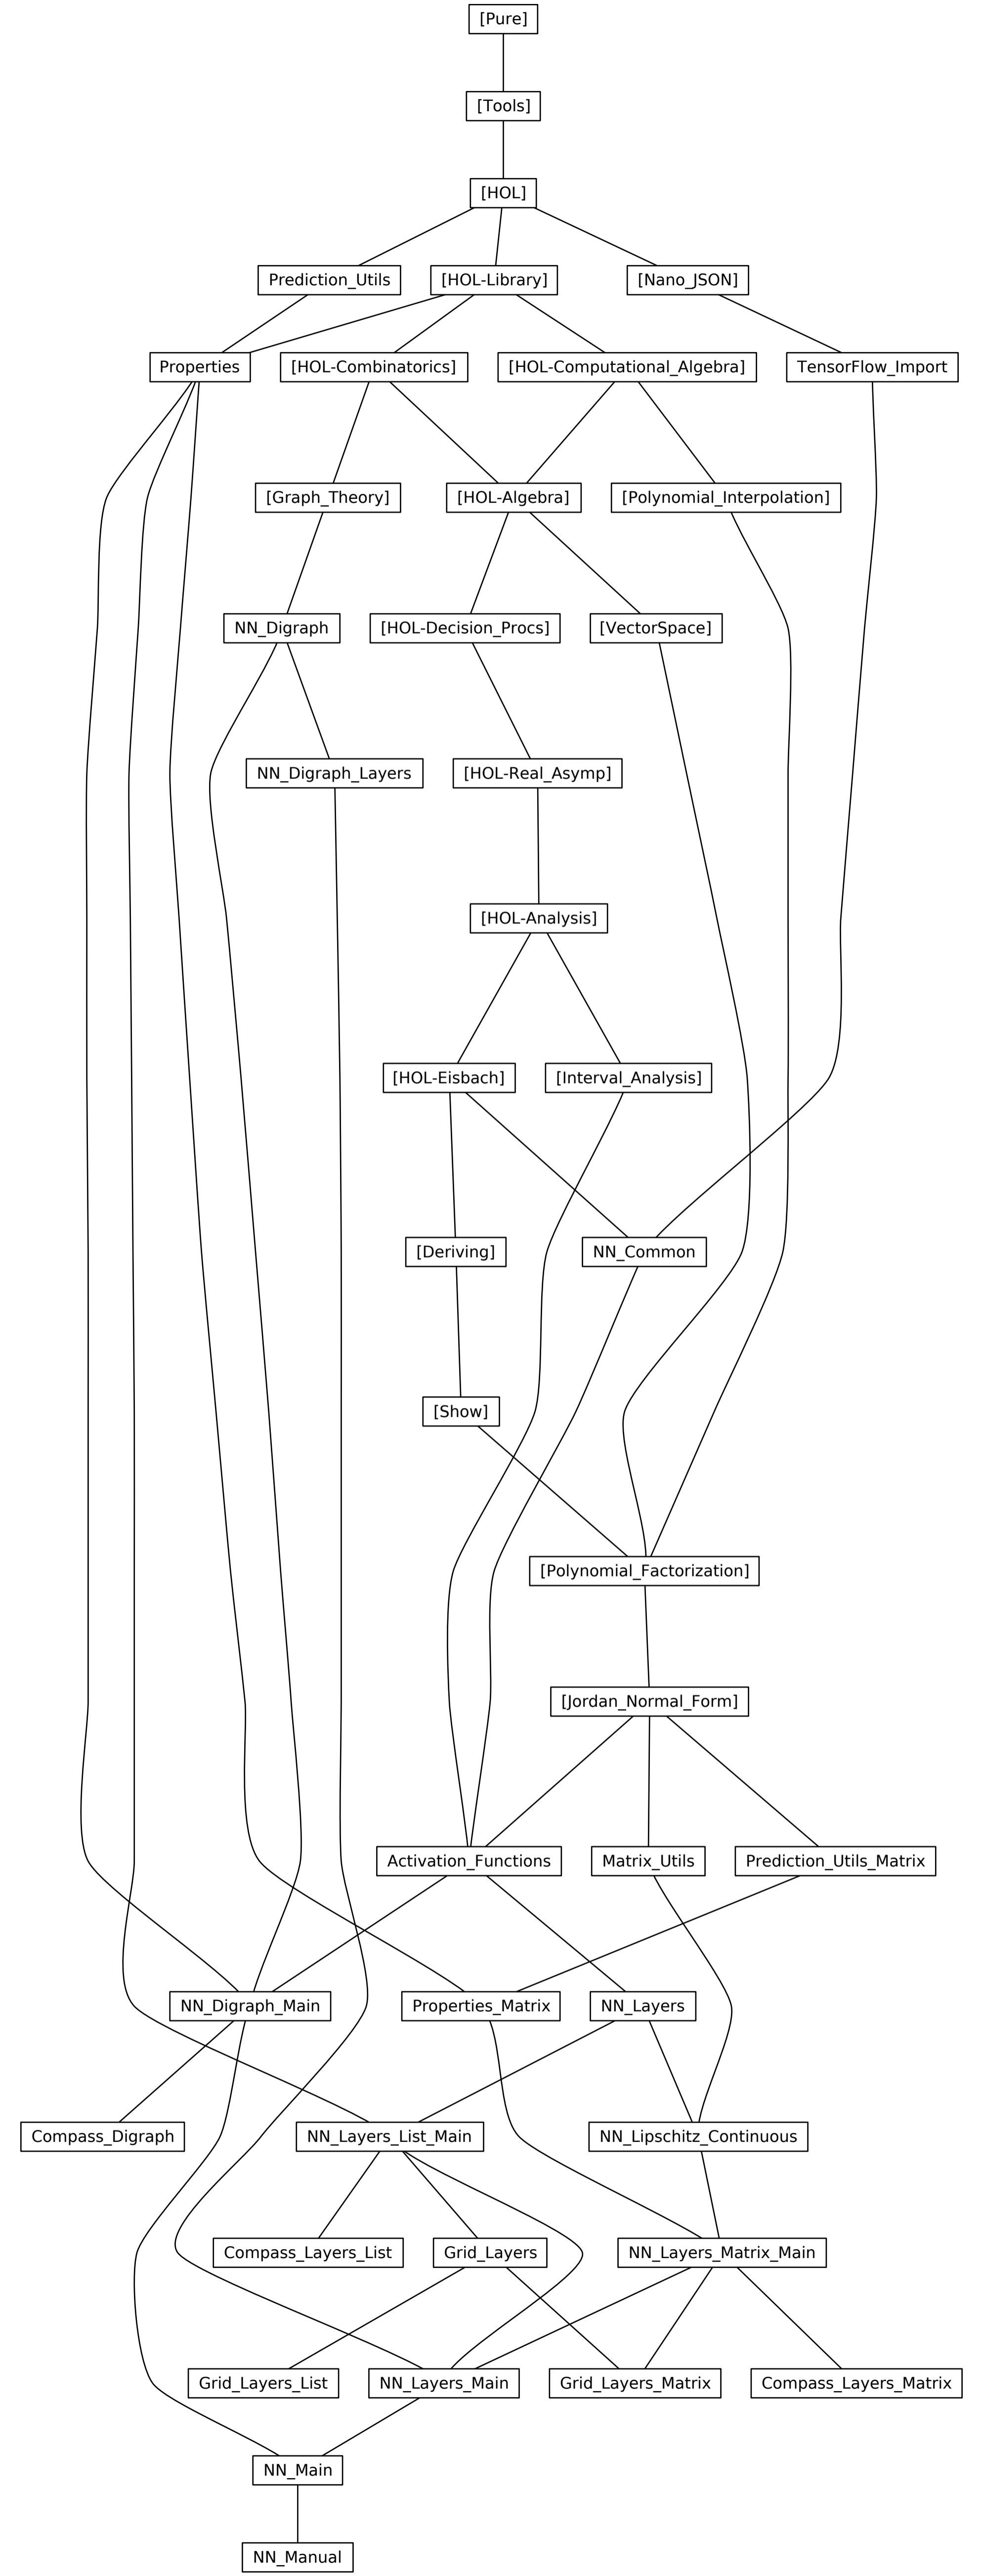 [Pure]
[Tools]
[HOL]
Prediction_Utils
[HOL-Library]
[Nano_JSON]
Properties
[HOL-Combinatorics]
[HOL-Computational_Algebra]
TensorFlow_Import
[Graph_Theory]
[HOL-Algebra]
[Polynomial_Interpolation]
NN_Digraph
[HOL-Decision_Procs]
[VectorSpace]
NN_Digraph_Layers
[HOL-Real_Asymp]
[HOL-Analysis]
[HOL-Eisbach]
[Interval_Analysis]
[Deriving]
NN_Common
[Show]
[Polynomial_Factorization]
[Jordan_Normal_Form]
Activation_Functions
Matrix_Utils
Prediction_Utils_Matrix
NN_Digraph_Main
Properties_Matrix
NN_Layers
Compass_Digraph
NN_Layers_List_Main
NN_Lipschitz_Continuous
Compass_Layers_List
Grid_Layers
NN_Layers_Matrix_Main
Grid_Layers_List
NN_Layers_Main
Grid_Layers_Matrix
Compass_Layers_Matrix
NN_Main
NN_Manual